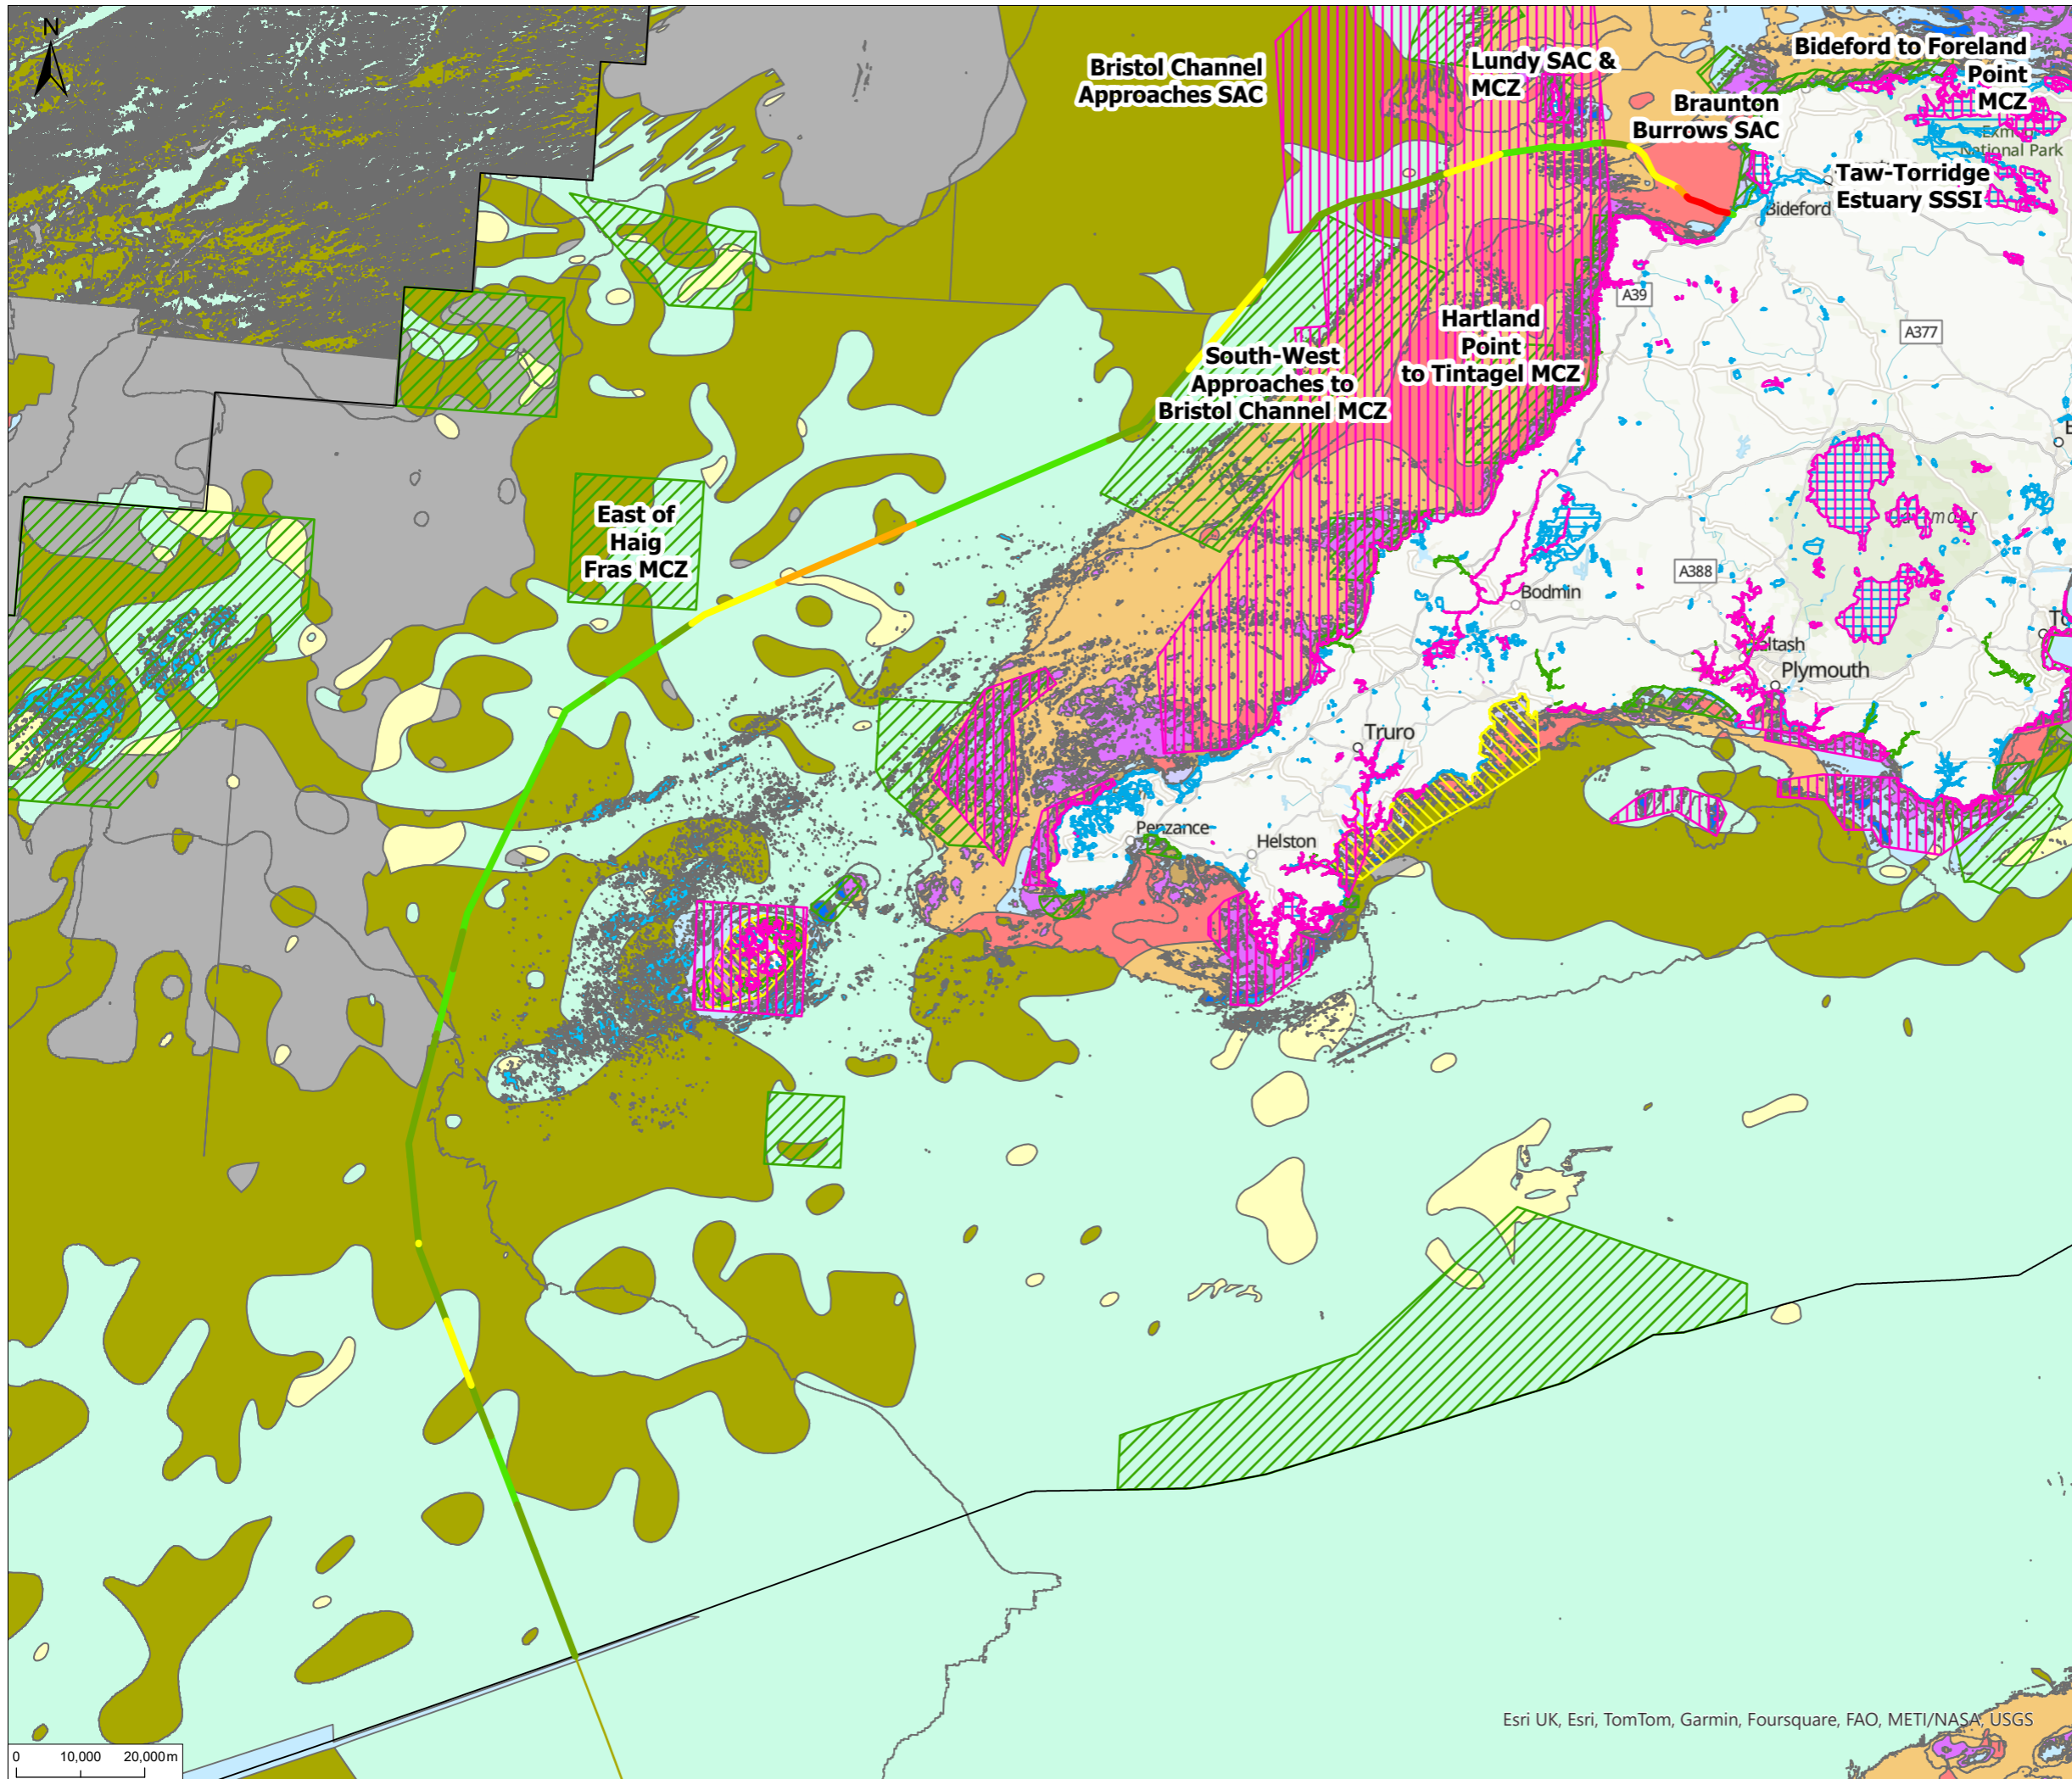 N
Bristol Channel
Approaches SAC
Lundy SAC &
MCZ
Bideford to Foreland
Point
MCZ
Braunton
Burrows SAC
National Park
Taw-Torridge
Estuary SSSI
Bideford
A39
Hartland
Point
to Tintagel MCZ
A377
South-West
Approaches to
Bristol Channel MCZ
East of
Haig
Fras MCZ
A388
Bodmin
Plymouth
Truro
Penzance
Helston
Esri UK, Esri, TomTom, Garmin, Foursquare, FAO, METI/NASA, USGS
0 10,000 20,000 m